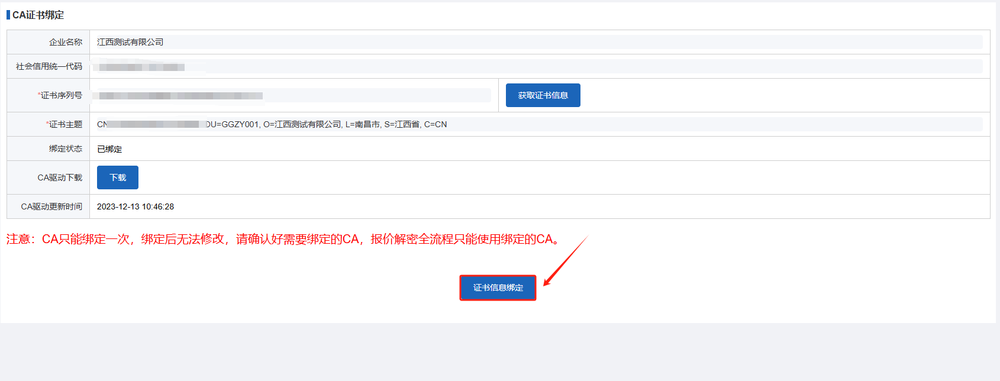 CA证书绑定
企业名称 江西测试有限公司
社会信用统一代码
*证书序列号 获取证书信息
*证书主题 CN OU=GGZY001, O=江西测试有限公司, L=南昌市, S=江西省, C=CN
绑定状态 已绑定
CA驱动下载 下载
CA驱动更新时间 2023-12-13 10:46:28
注意：CA只能绑定一次，绑定后无法修改，请确认好需要绑定的CA，报价解密全流程只能使用绑定的CA。
证书信息绑定